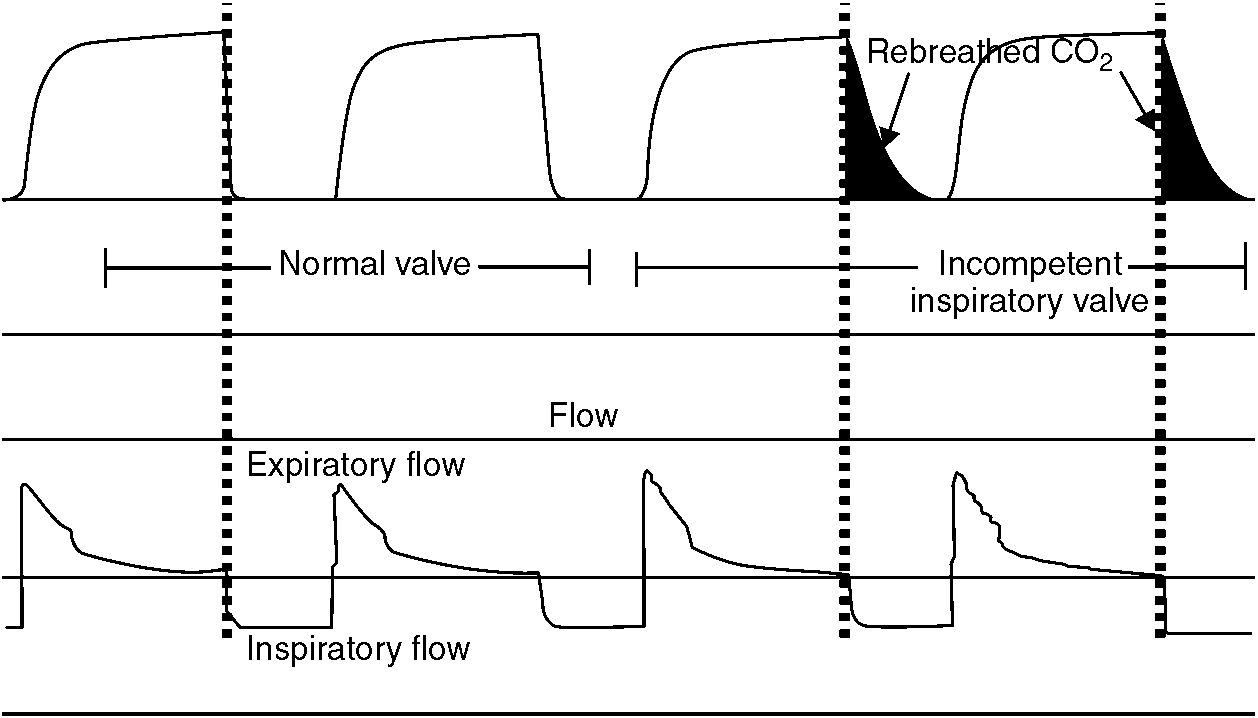 Rebreathed CO₂
Normal valve
Incompetent
inspiratory valve
Flow
Expiratory flow
Inspiratory flow